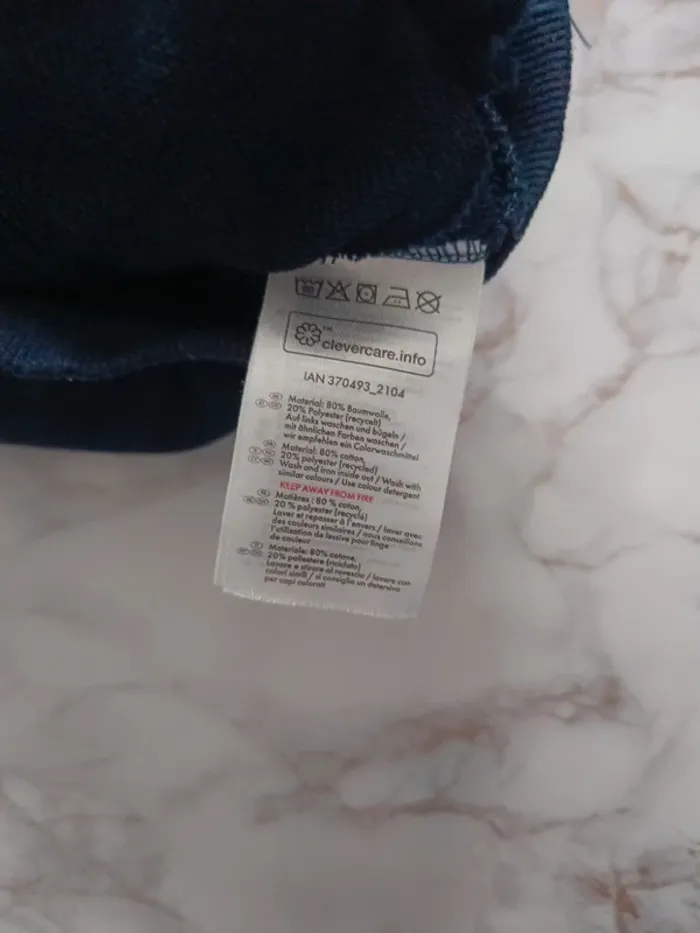 clevercare.info
IAN 370493_2104
Material: 80% Baumwolle,
20% Polyester (recycelt)
Auf links waschen und bügeln /
mit ähnlichen Farben waschen /
wir empfehlen ein Colorwaschmittel
Material: 80% cotton,
20% polyester (recycled)
Wash and iron inside out / Wash with
similar colours / Use colour detergent
KEEP AWAY FROM FIRE
Matières : 80 % coton,
20 % polyester (recyclé)
Laver et repasser à l'envers / laver avec
des couleurs similaires / nous conseillons
l'utilisation de lessive pour linge
de couleur
Materiale: 80% cotone,
20% poliestere (riciclato)
Lavare e stirare al rovescio / lavare con
colori simili / si consiglia un detersivo
per capi colorati